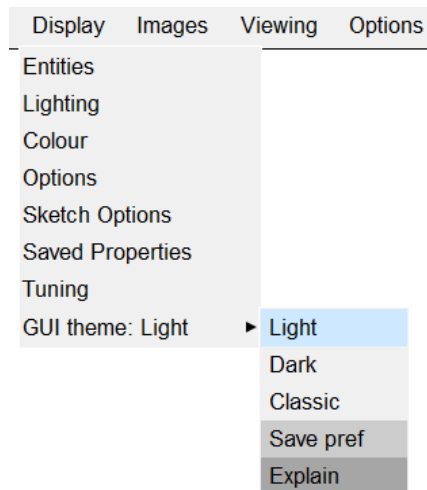 Display Images Viewing Options
Entities
Lighting
Colour
Options
Sketch Options
Saved Properties
Tuning
GUI theme: Light
Light
Dark
Classic
Save pref
Explain